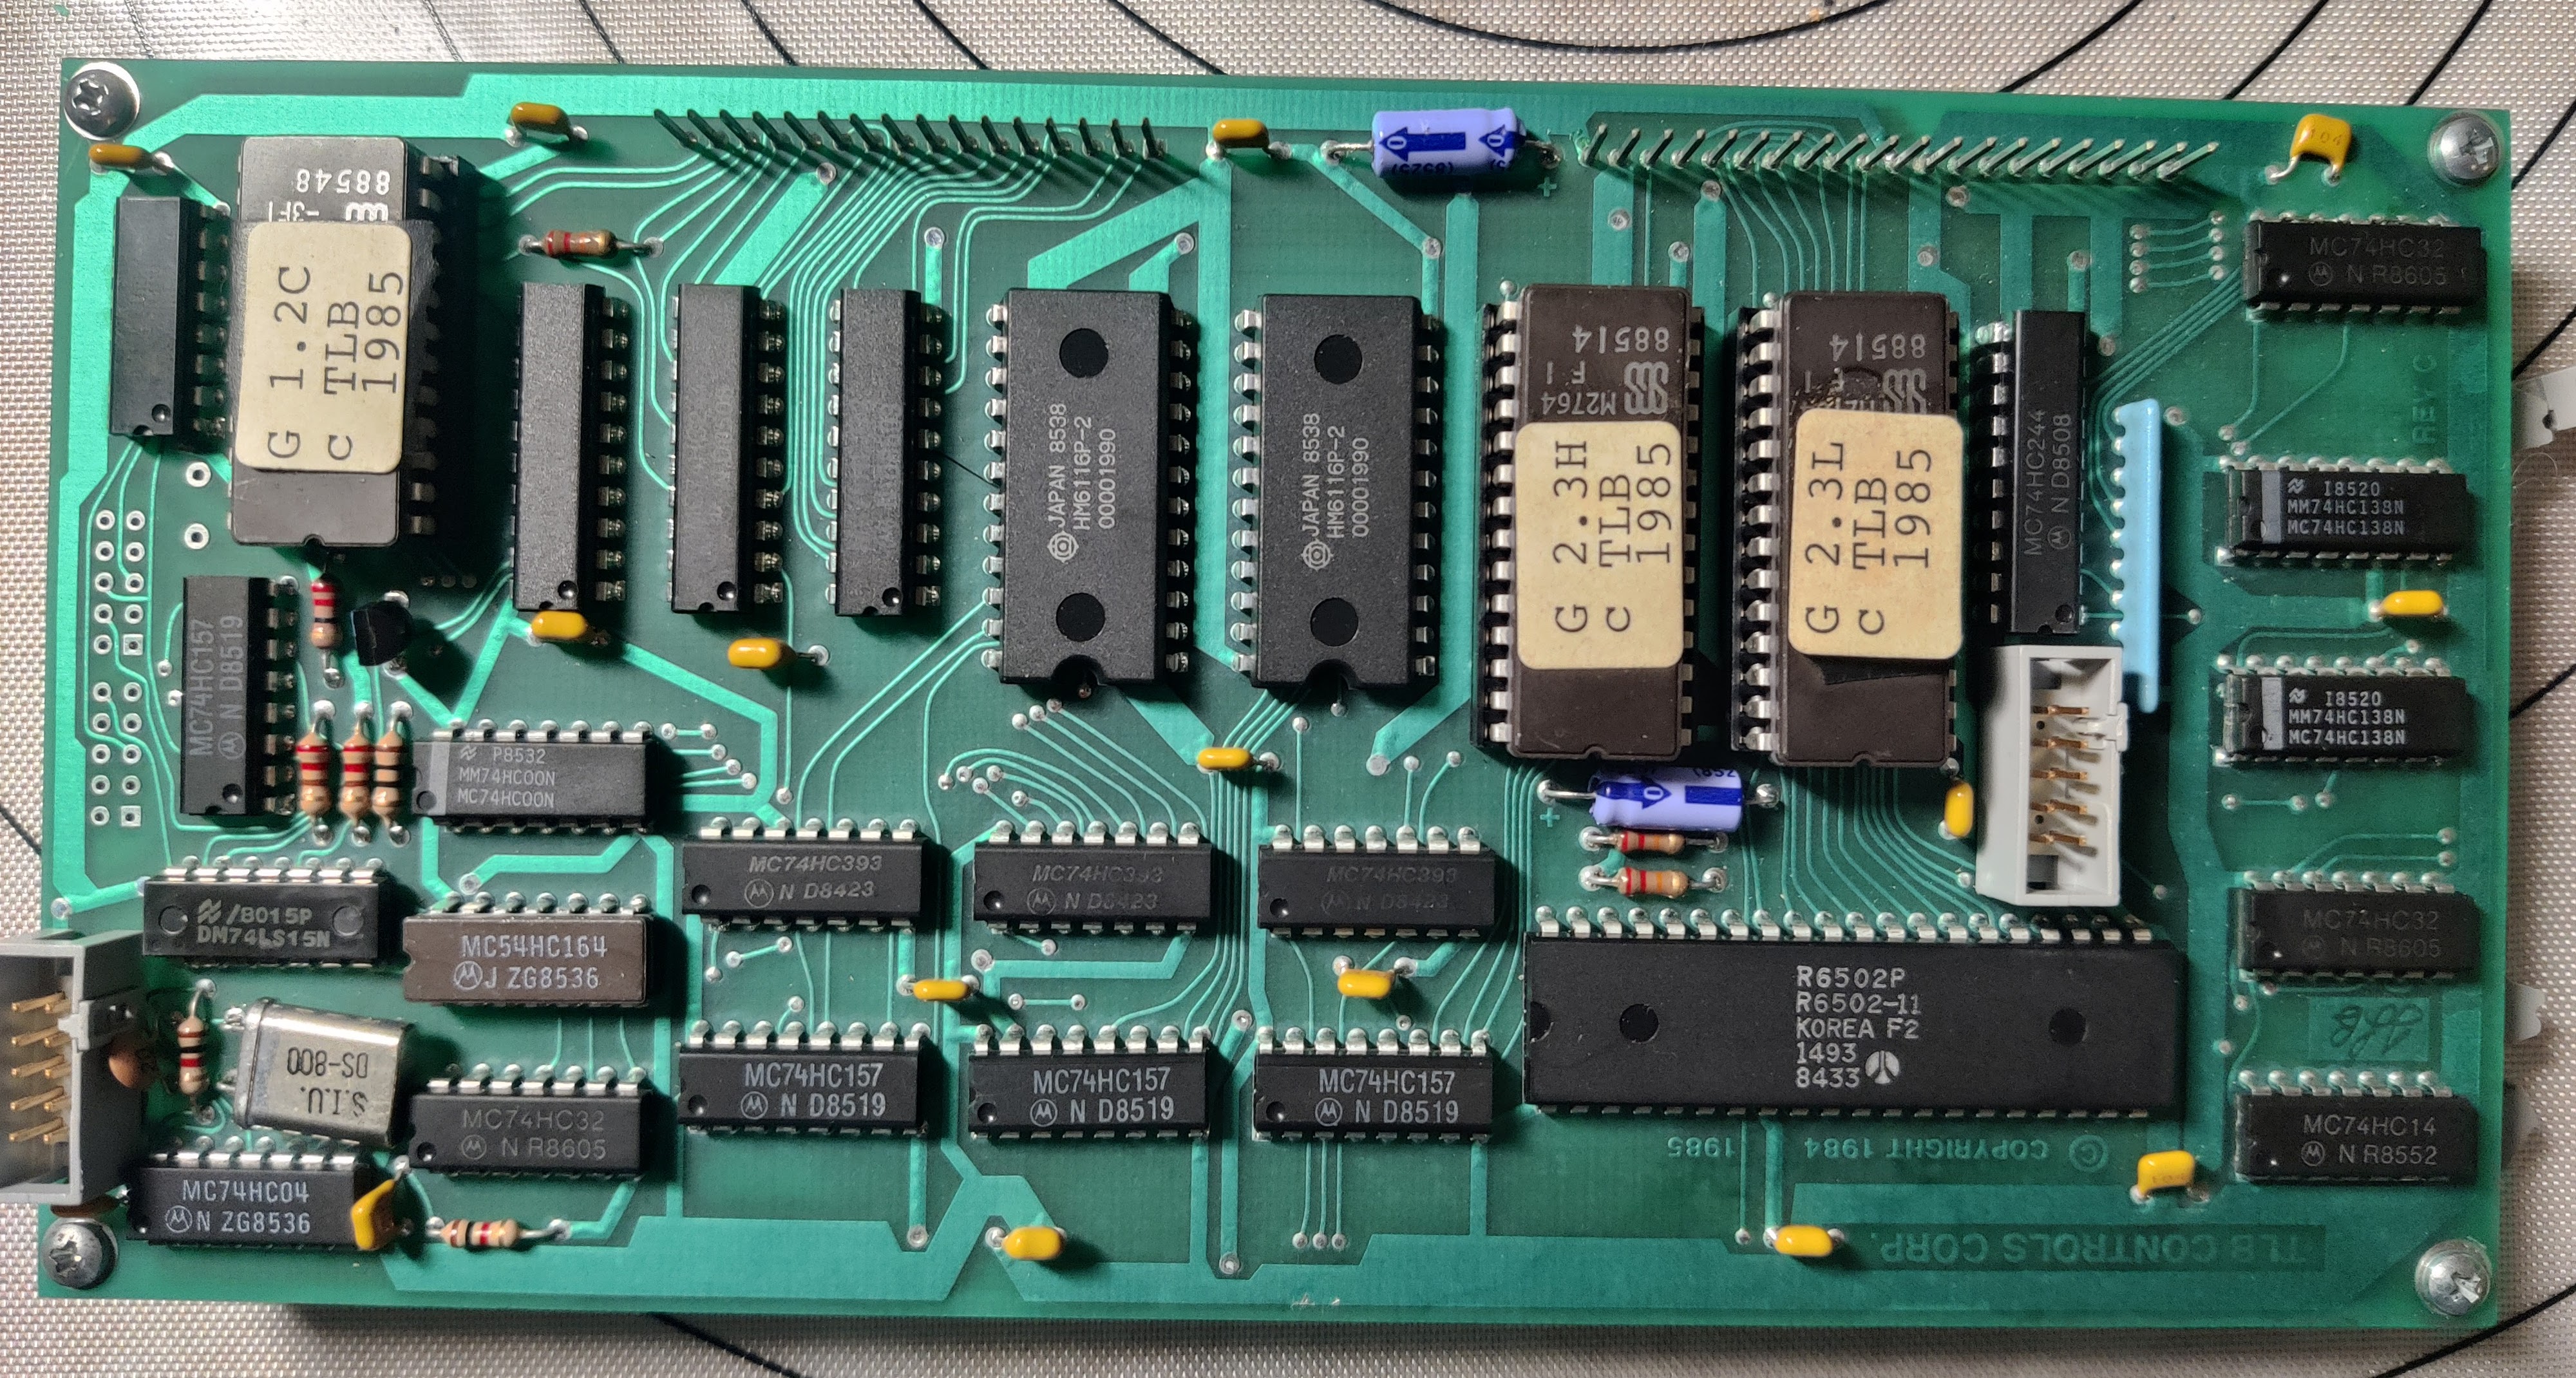 88548
-3FI
G 1.2C
c TLB
1985
JAPAN 8538
HM6116P-2
00001990
JAPAN 8538
HM6116P-2
00001990
88514
F I
M2764
G 2.3H
c TLB
1985
88514
G 2.3L
c TLB
1985
MC74HC244
N D8508
104
MC74HC32
N R8605
REV C
I8520
MM74HC138N
MC74HC138N
I8520
MM74HC138N
MC74HC138N
MC74HC157
N D8519
P8532
MM74HC00N
MC74HC00N
MC74HC393
N D8423
MC74HC393
N D8423
MC74HC393
N D8423
/B015P
DM74LS15N
MC54HC164
J ZG8536
R6502P
R6502-11
KOREA F2
1493
8433
MC74HC32
N R8605
S.I.U.
DS-800
MC74HC32
N R8605
MC74HC157
N D8519
MC74HC157
N D8519
MC74HC157
N D8519
MC74HC14
N R8552
MC74HC04
N ZG8536
© COPYRIGHT 1984 1985
TLB CONTROLS CORP.